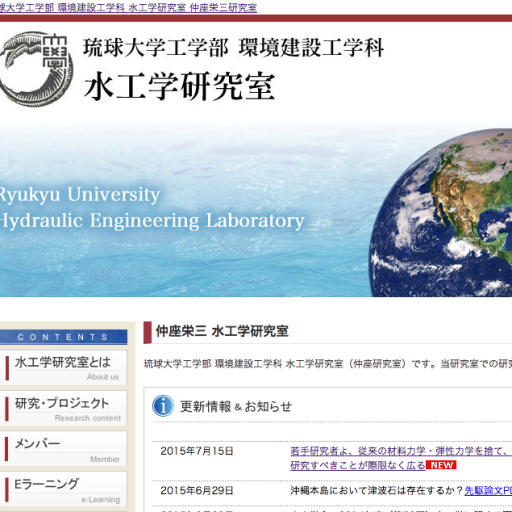 球大学工学部 環境建設工学科 水工学研究室 仲座栄三研究室
琉球大学工学部 環境建設工学科
水工学研究室
Ryukyu University
Hydraulic Engineering Laboratory
CONTENTS
水工学研究室とは
About us
研究・プロジェクト
Research content
メンバー
Member
Eラーニング
e-Learning
仲座栄三 水工学研究室
琉球大学工学部 環境建設工学科 水工学研究室（仲座研究室）です。当研究室での研究
更新情報 & お知らせ
2015年7月15日
若手研究者よ、従来の材料力学・弾性力学を捨て、
研究すべきことが際限なく広る NEW
2015年6月29日
沖縄本島において津波石は存在するか？先駆論文PD